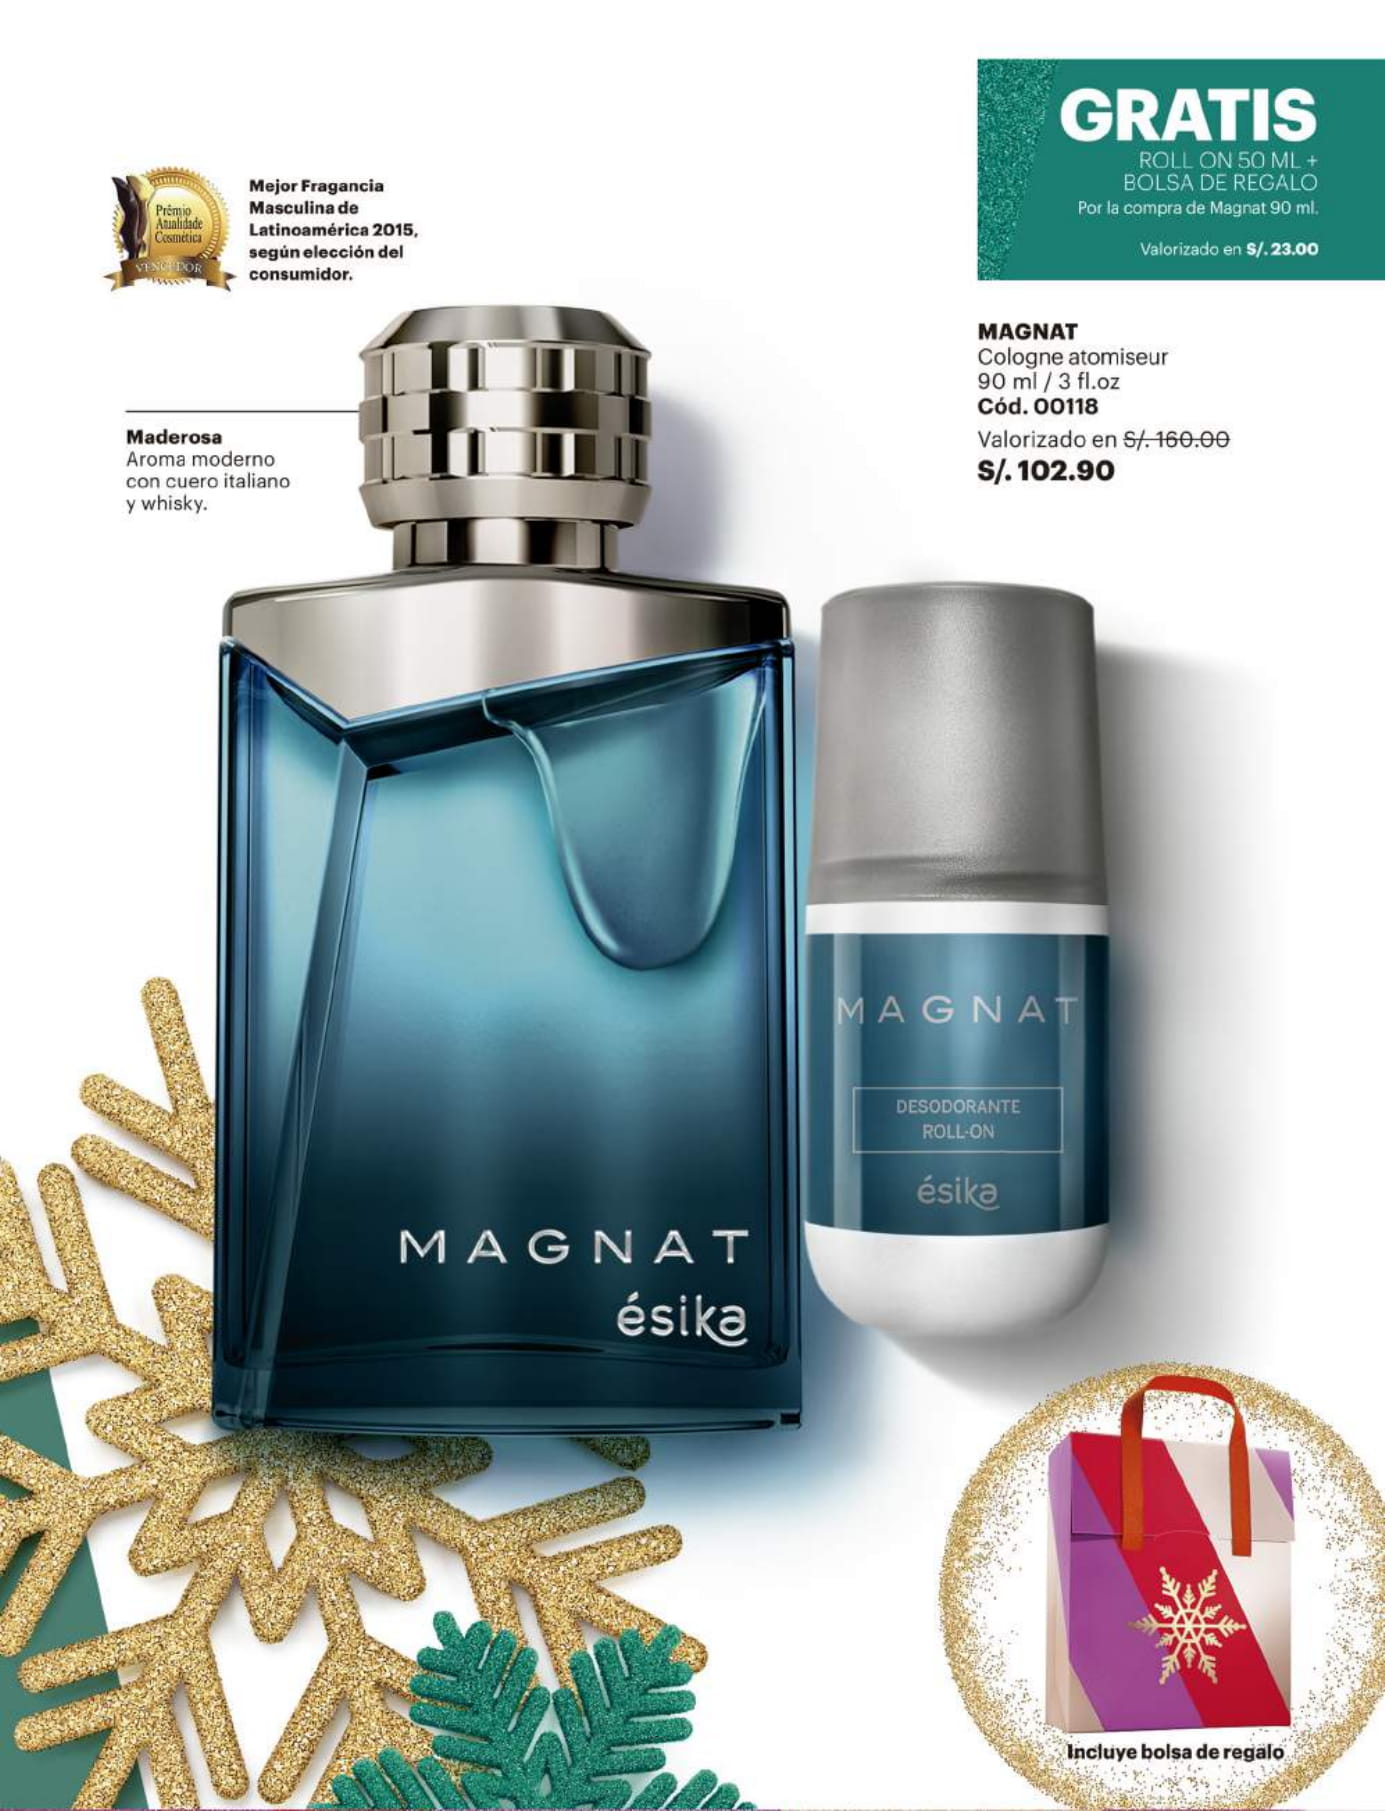 GRATIS
ROLL ON 50 ML +
BOLSA DE REGALO
Por la compra de Magnat 90 ml.
Valorizado en S/. 23.00
Prêmio
Atualidade
Cosmética
VENCEDOR
Mejor Fragancia
Masculina de
Latinoamérica 2015,
según elección del
consumidor.
MAGNAT
Cologne atomiseur
90 ml / 3 fl.oz
Cód. 00118
Valorizado en S/. 160.00
S/. 102.90
Maderosa
Aroma moderno
con cuero italiano
y whisky.
MAGNAT
DESODORANTE
ROLL-ON
ésika
MAGNAT
ésika
Incluye bolsa de regalo